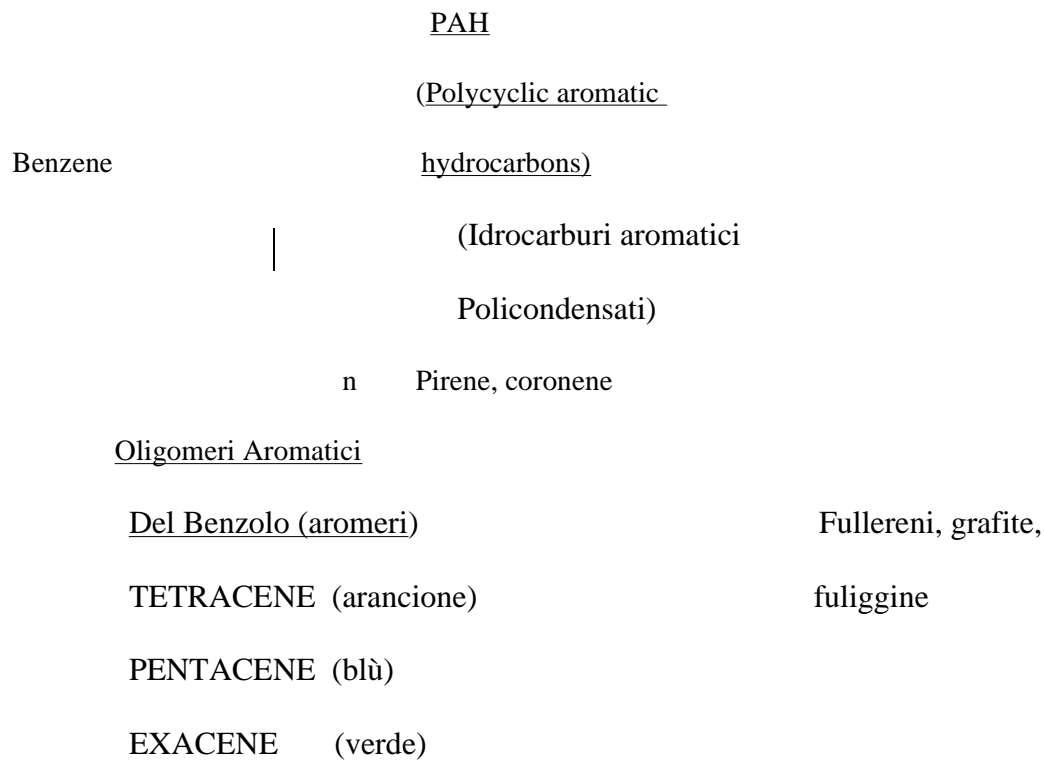 PAH
(Polycyclic aromatic
Benzene hydrocarbons)
(Idrocarburi aromatici
Policondensati)
n Pirene, coronene
Oligomeri Aromatici
Del Benzolo (aromeri) Fullereni, grafite,
TETRACENE (arancione) fuliggine
PENTACENE (blù)
EXACENE (verde)